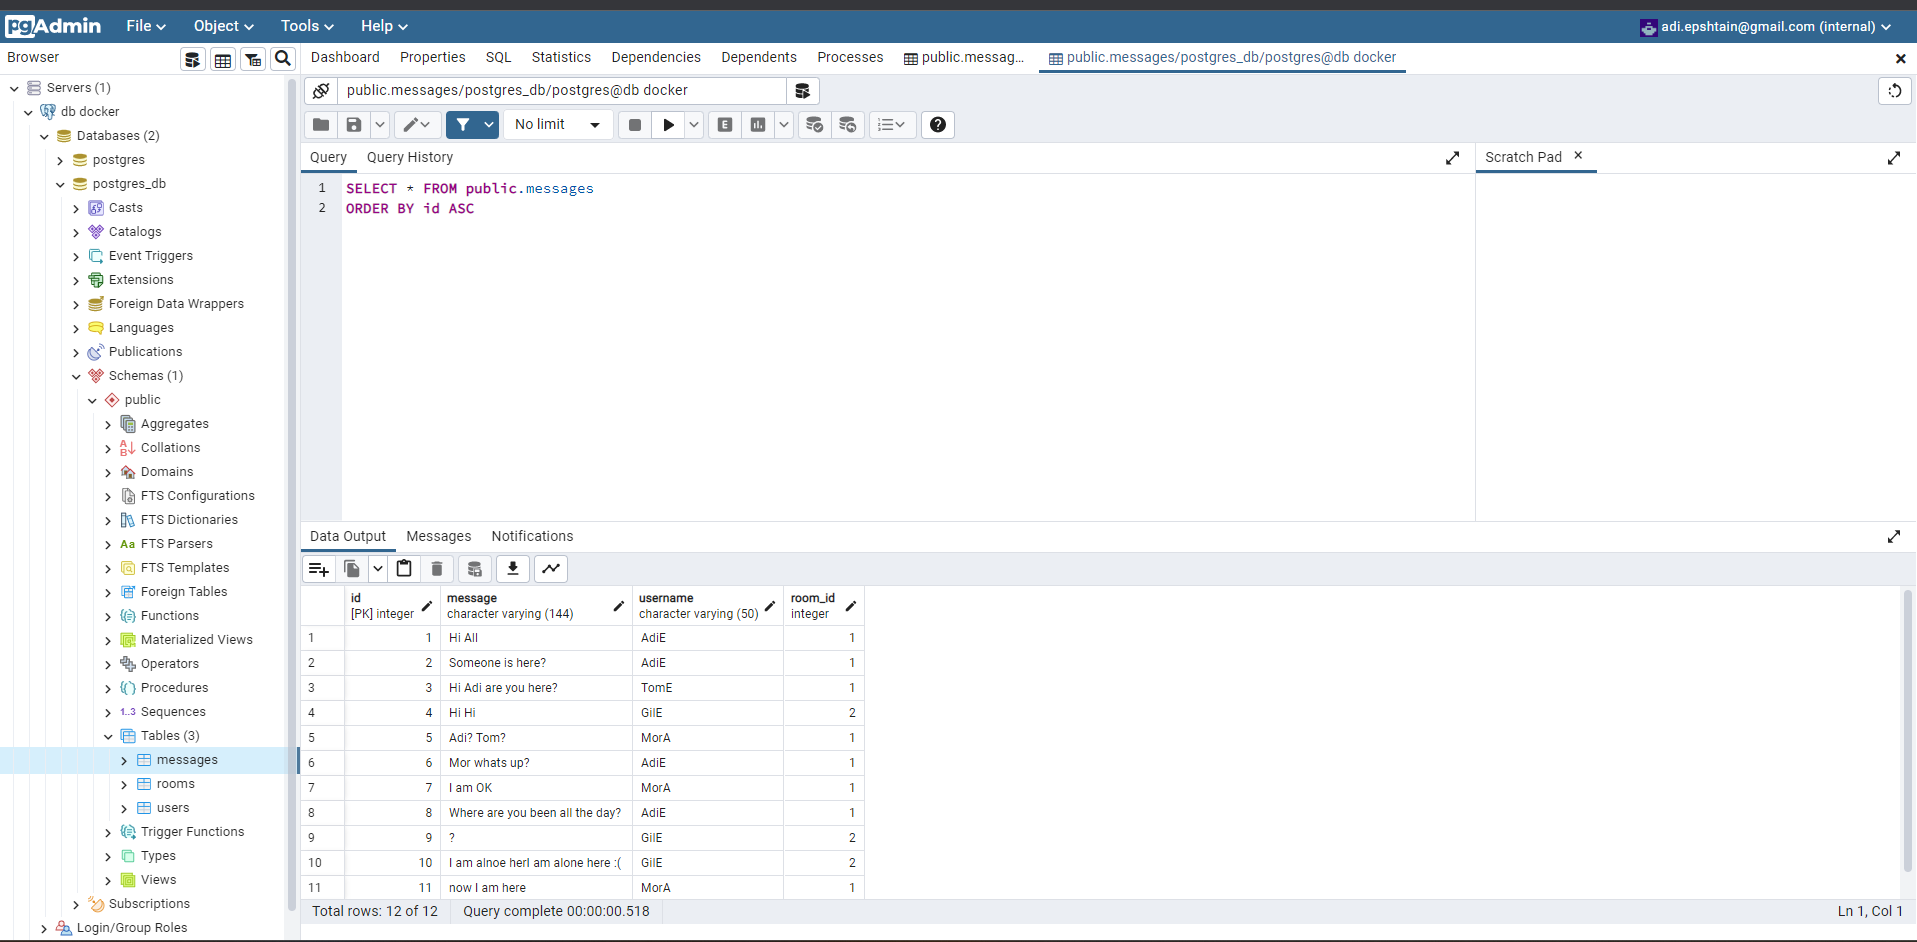 pgAdmin File Object Tools Help adi.epshtain@gmail.com (internal)
Browser Dashboard Properties SQL Statistics Dependencies Dependents Processes public.messag... public.messages/postgres_db/postgres@db docker
Servers (1)
db docker
Databases (2)
postgres
postgres_db
Casts
Catalogs
Event Triggers
Extensions
Foreign Data Wrappers
Languages
Publications
Schemas (1)
public
Aggregates
Collations
Domains
FTS Configurations
FTS Dictionaries
Aa FTS Parsers
FTS Templates
Foreign Tables
Functions
Materialized Views
Operators
Procedures
1..3 Sequences
Tables (3)
messages
rooms
users
Trigger Functions
Types
Views
Subscriptions
Login/Group Roles
public.messages/postgres_db/postgres@db docker
No limit E
Query Query History Scratch Pad
1 SELECT * FROM public.messages
2 ORDER BY id ASC
Data Output Messages Notifications
id message username room_id
[PK] integer character varying (144) character varying (50) integer
1 1 Hi All AdiE 1
2 2 Someone is here? AdiE 1
3 3 Hi Adi are you here? TomE 1
4 4 Hi Hi GilE 2
5 5 Adi? Tom? MorA 1
6 6 Mor whats up? AdiE 1
7 7 I am OK MorA 1
8 8 Where are you been all the day? AdiE 1
9 9 ? GilE 2
10 10 I am alnoe herI am alone here :( GilE 2
11 11 now I am here MorA 1
Total rows: 12 of 12 Query complete 00:00:00.518 Ln 1, Col 1